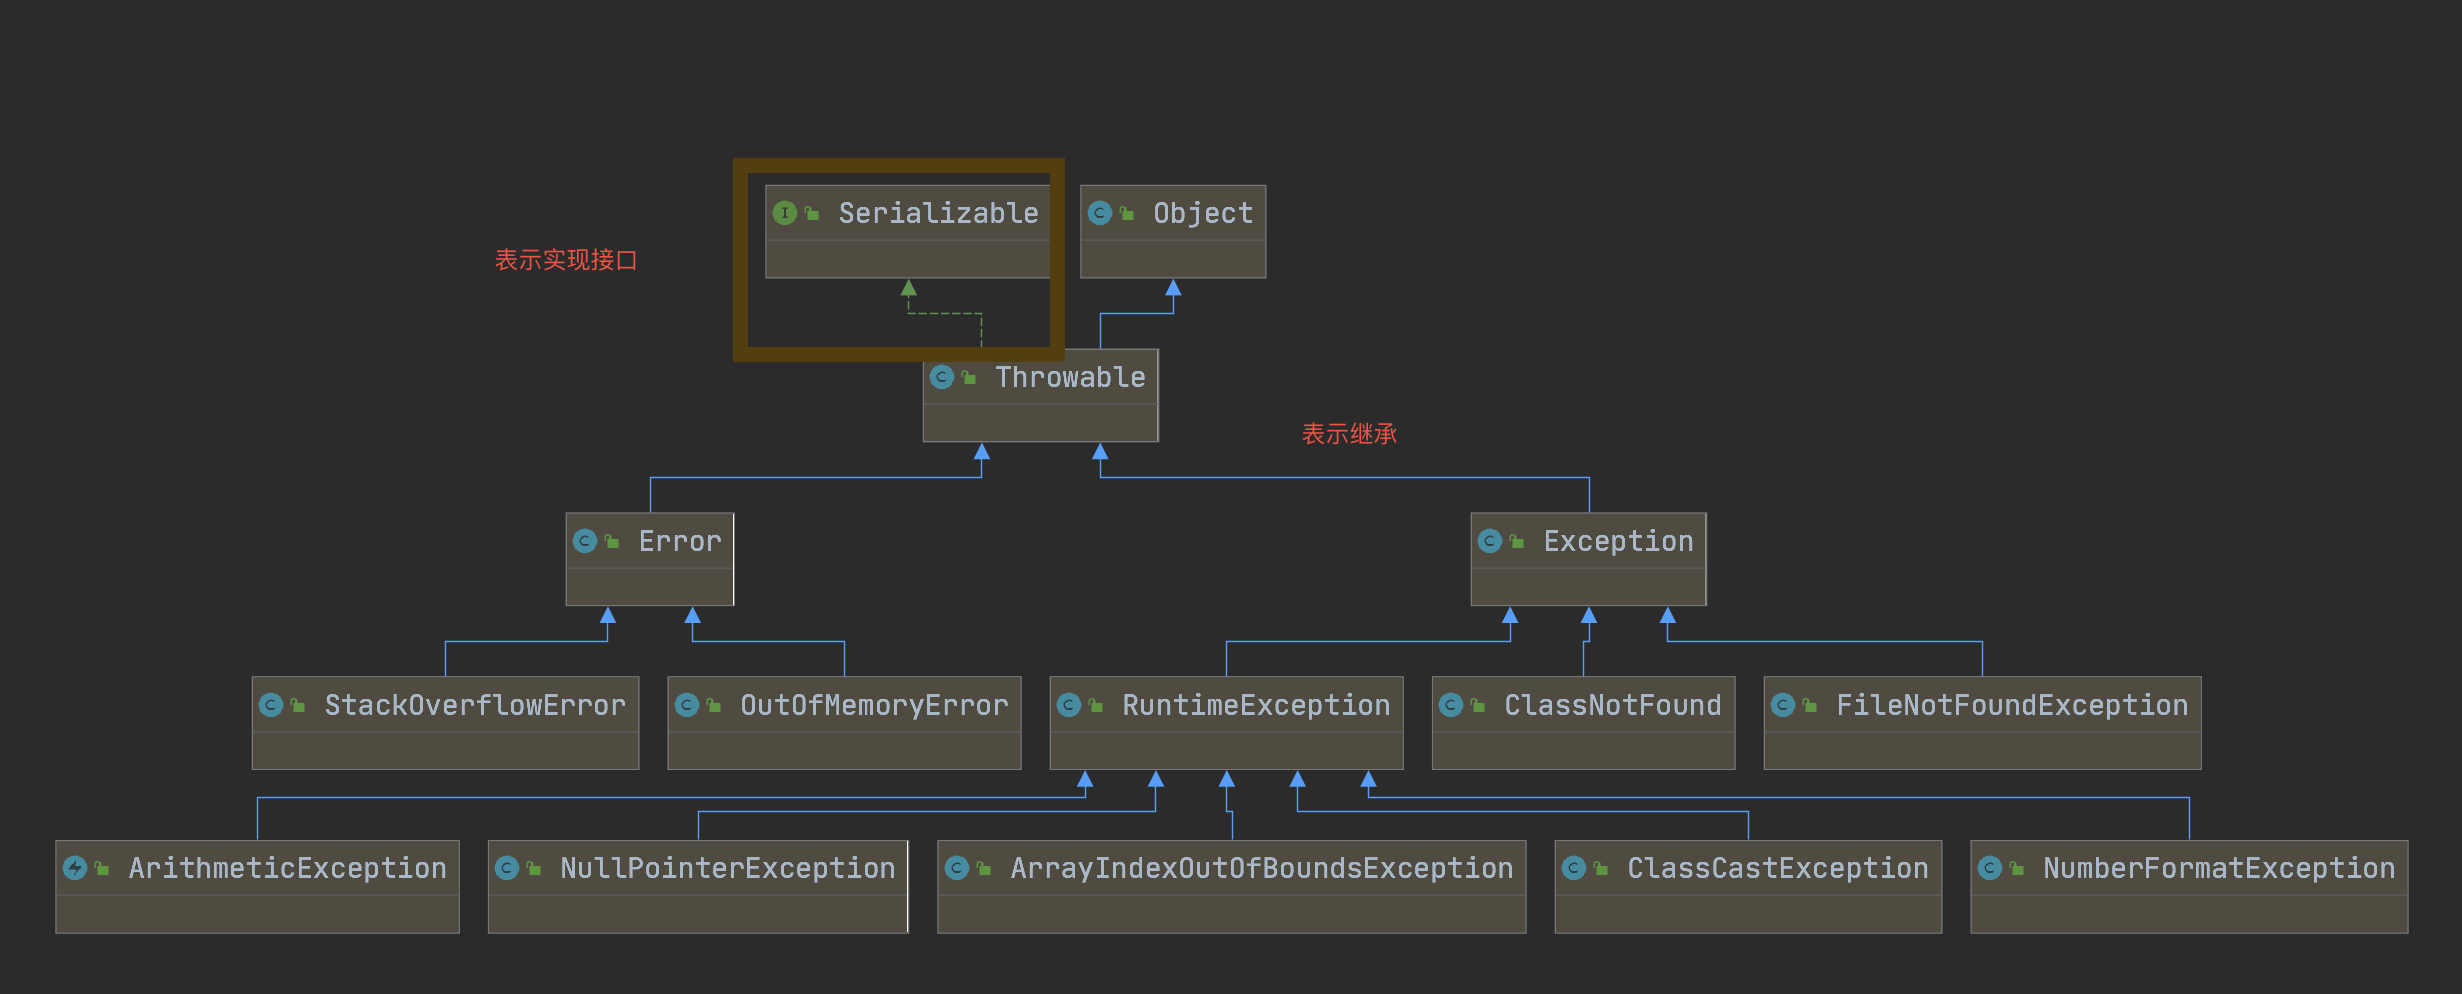 Serializable
Object
表示实现接口
Throwable
表示继承
Error
Exception
StackOverflowError
OutOfMemoryError
RuntimeException
ClassNotFound
FileNotFoundException
ArithmeticException
NullPointerException
ArrayIndexOutOfBoundsException
ClassCastException
NumberFormatException